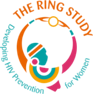 THE RING STUDY
Developing HIV Prevention for Women